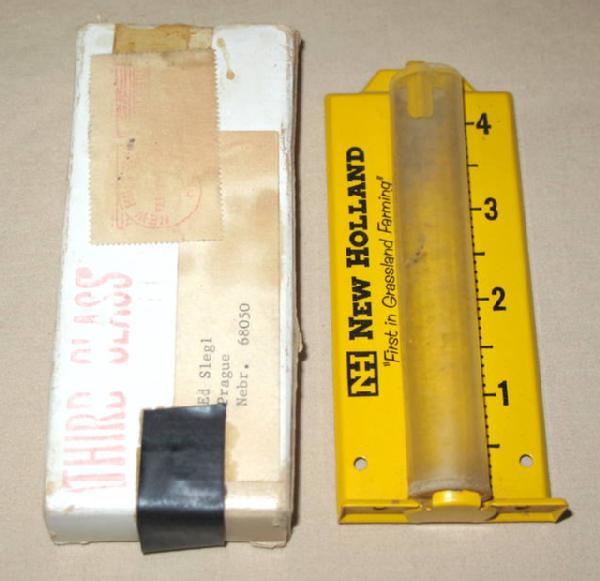 THIRD CLASS
Ed Slegl
Prague
Nebr. 68050
NH NEW HOLLAND
"First in Grassland Farming"
4
3
2
1